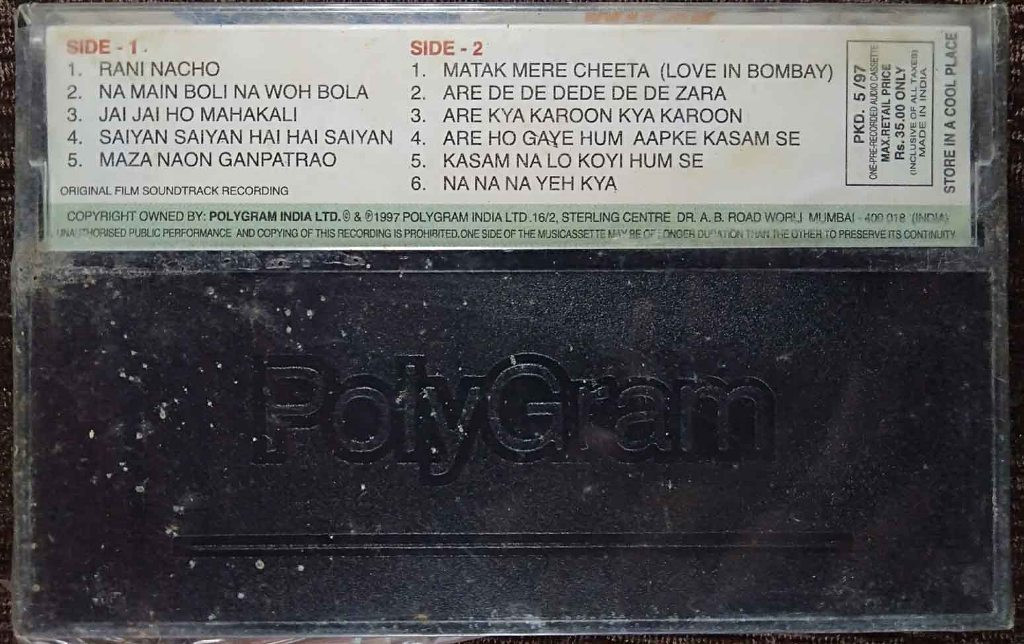 SIDE - 1.
1. RANI NACHO
2. NA MAIN BOLI NA WOH BOLA
3. JAI JAI HO MAHAKALI
4. SAIYAN SAIYAN HAI HAI SAIYAN
5. MAZA NAON GANPATRAO
ORIGINAL FILM SOUNDTRACK RECORDING
SIDE - 2
1. MATAK MERE CHEETA (LOVE IN BOMBAY)
2. ARE DE DE DEDE DE DE ZARA
3. ARE KYA KAROON KYA KAROON
4. ARE HO GAYE HUM AAPKE KASAM SE
5. KASAM NA LO KOYI HUM SE
6. NA NA NA YEH KYA
PKD. 5/97
ONE-PRE-RECORDED AUDIO CASSETTE
MAX.RETAIL PRICE
Rs. 35.00 ONLY
(INCLUSIVE OF ALL TAXES)
MADE IN INDIA
STORE IN A COOL PLACE
COPYRIGHT OWNED BY: POLYGRAM INDIA LTD. © & ℗1997 POLYGRAM INDIA LTD.16/2, STERLING CENTRE DR. A. B. ROAD WORLI MUMBAI - 400 018 (INDIA)
UNAUTHORISED PUBLIC PERFORMANCE AND COPYING OF THIS RECORDING IS PROHIBITED. ONE SIDE OF THE MUSICASSETTE MAY BE OF LONGER DURATION THAN THE OTHER TO PRESERVE ITS CONTINUITY
PolyGram